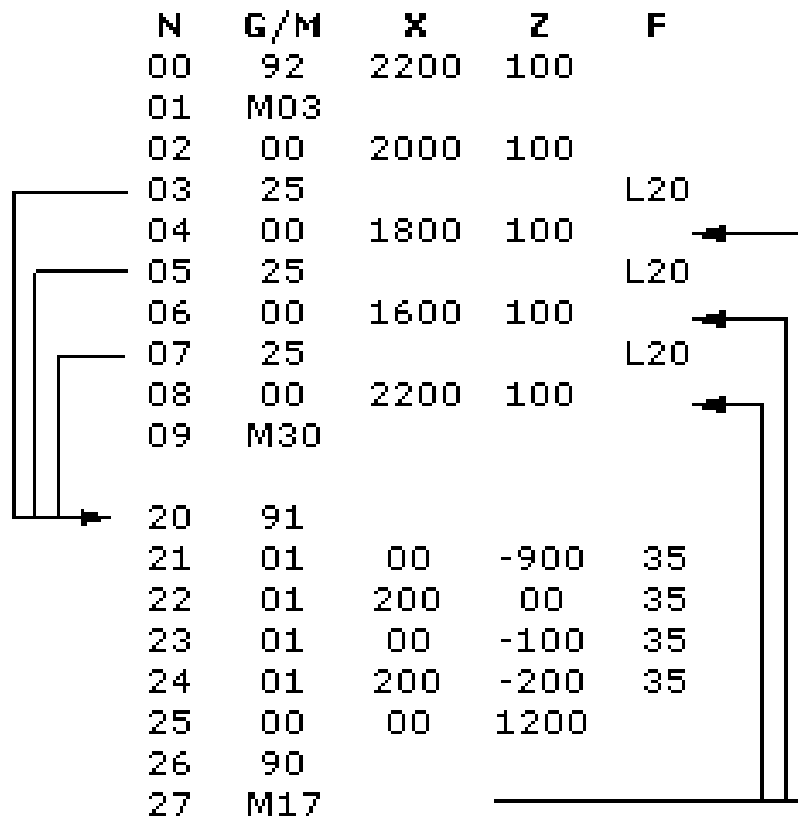 N G/M X Z F
00 92 2200 100
01 M03
02 00 2000 100
03 25 L20
04 00 1800 100
05 25 L20
06 00 1600 100
07 25 L20
08 00 2200 100
09 M30
20 91
21 01 00 -900 35
22 01 200 00 35
23 01 00 -100 35
24 01 200 -200 35
25 00 00 1200
26 90
27 M17